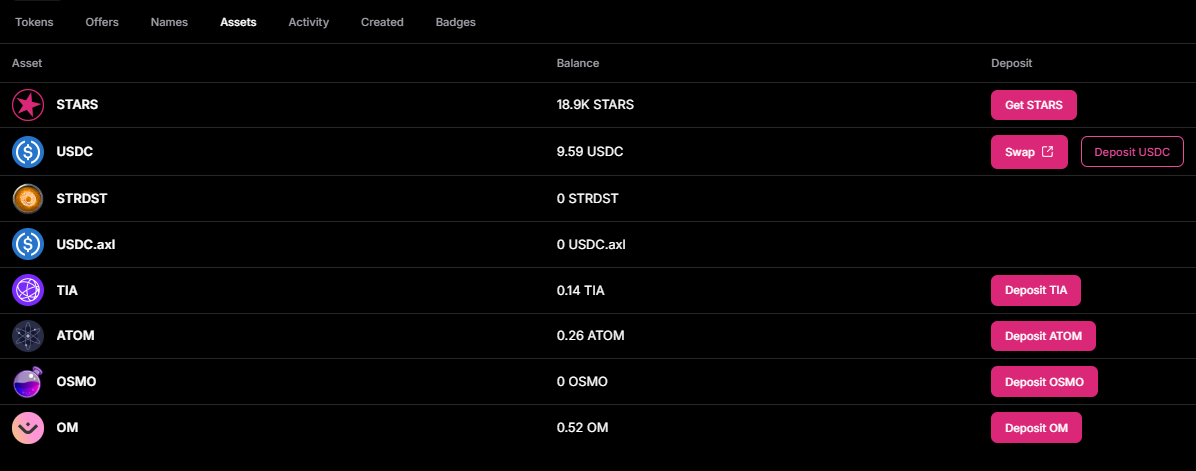 Tokens Offers Names Assets Activity Created Badges
Asset Balance Deposit
STARS 18.9K STARS Get STARS
USDC 9.59 USDC Swap Deposit USDC
STRDST 0 STRDST
USDC.axl 0 USDC.axl
TIA 0.14 TIA Deposit TIA
ATOM 0.26 ATOM Deposit ATOM
OSMO 0 OSMO Deposit OSMO
OM 0.52 OM Deposit OM